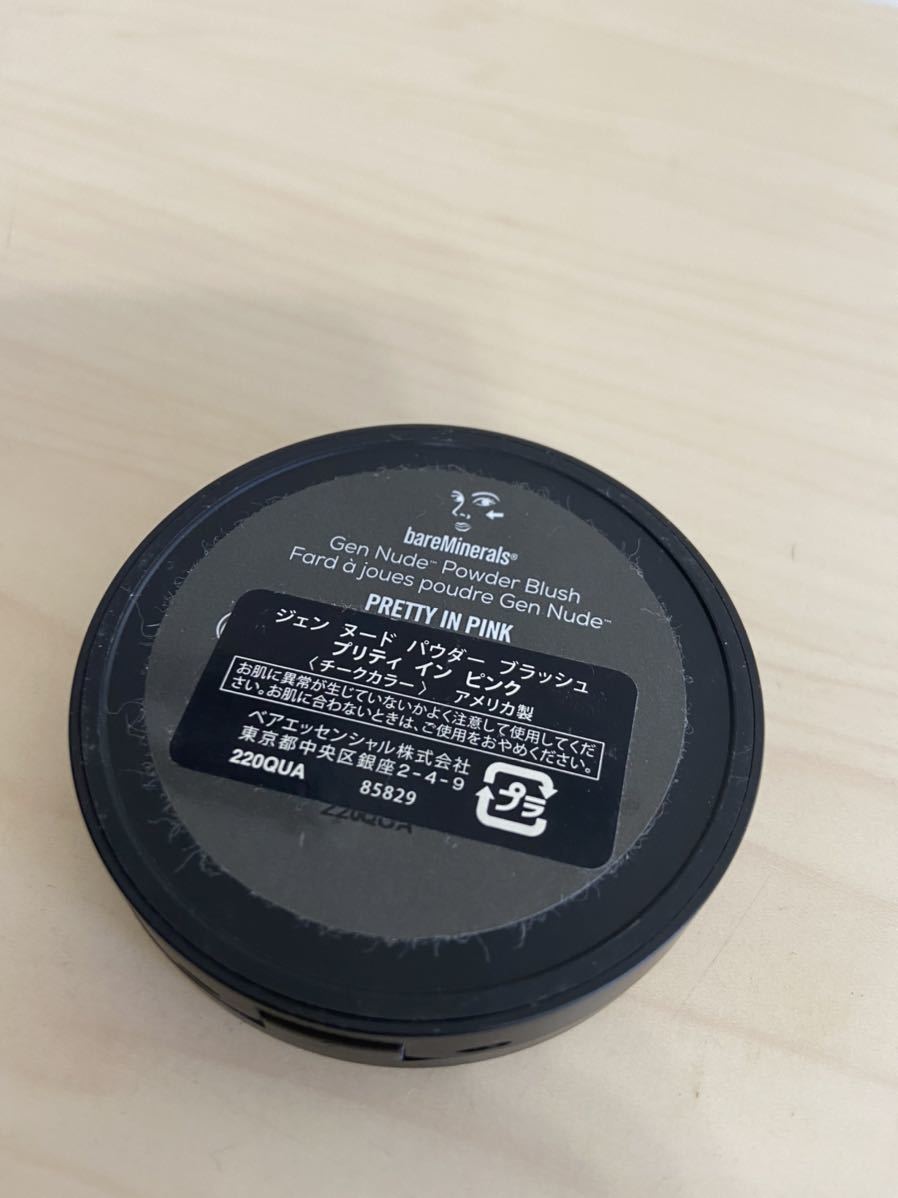 bareMinerals®
Gen Nude™ Powder Blush
Fard à joues poudre Gen Nude™
PRETTY IN PINK
ジェン ヌード パウダー ブラッシュ
プリティ イン ピンク
〈チークカラー〉 アメリカ製
お肌に異常が生じていないかよく注意して使用してくだ
さい。お肌に合わないときは、ご使用をおやめください。
ベアエッセンシャル株式会社
東京都中央区銀座2-4-9
220QUA
85829
プラ
220QUA